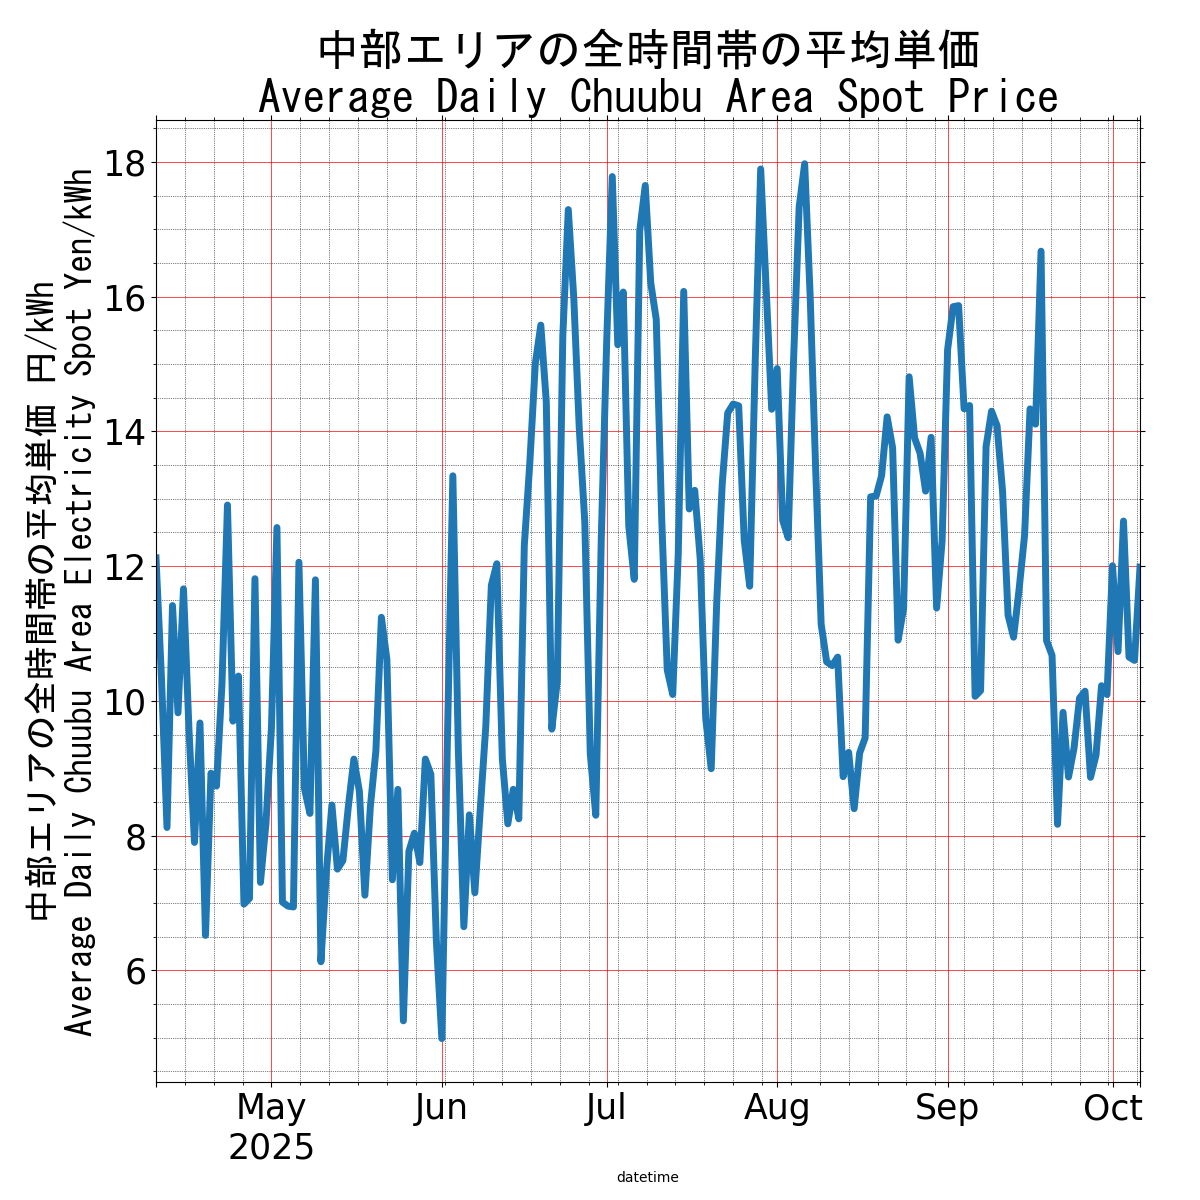 中部エリアの全時間帯の平均単価
Average Daily Chuubu Area Spot Price
中部エリアの全時間帯の平均単価 円/kWh
Average Daily Chuubu Area Electricity Spot Yen/kWh
18
16
14
12
10
8
6
May
2025
Jun
Jul
Aug
Sep
Oct
datetime